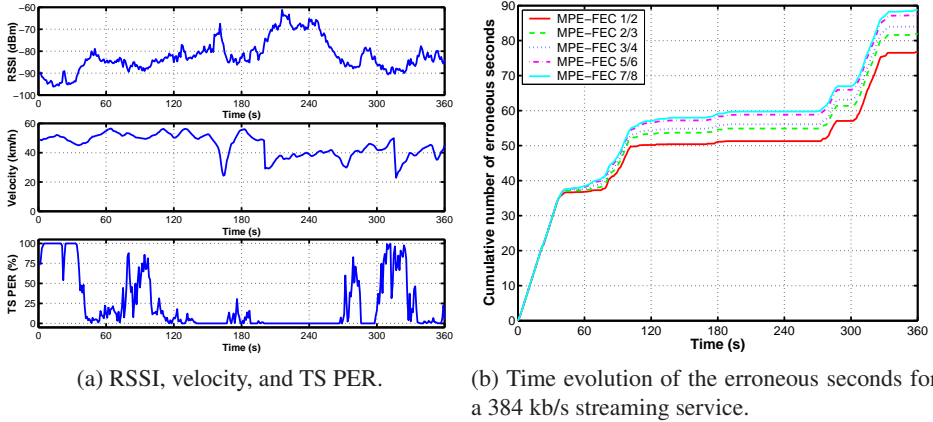 −60
−70
−80
−90
−100
RSSI (dBm)
0 60 120 180 240 300 360
Time (s)
60
40
20
0
Velocity (km/h)
0 60 120 180 240 300 360
Time (s)
100
75
50
25
0
TS PER (%)
0 60 120 180 240 300 360
Time (s)
(a) RSSI, velocity, and TS PER.
90
80
70
60
50
40
30
20
10
0
Cumulative number of erroneous seconds
MPE−FEC 1/2
MPE−FEC 2/3
MPE−FEC 3/4
MPE−FEC 5/6
MPE−FEC 7/8
0 60 120 180 240 300 360
Time (s)
(b) Time evolution of the erroneous seconds for
a 384 kb/s streaming service.